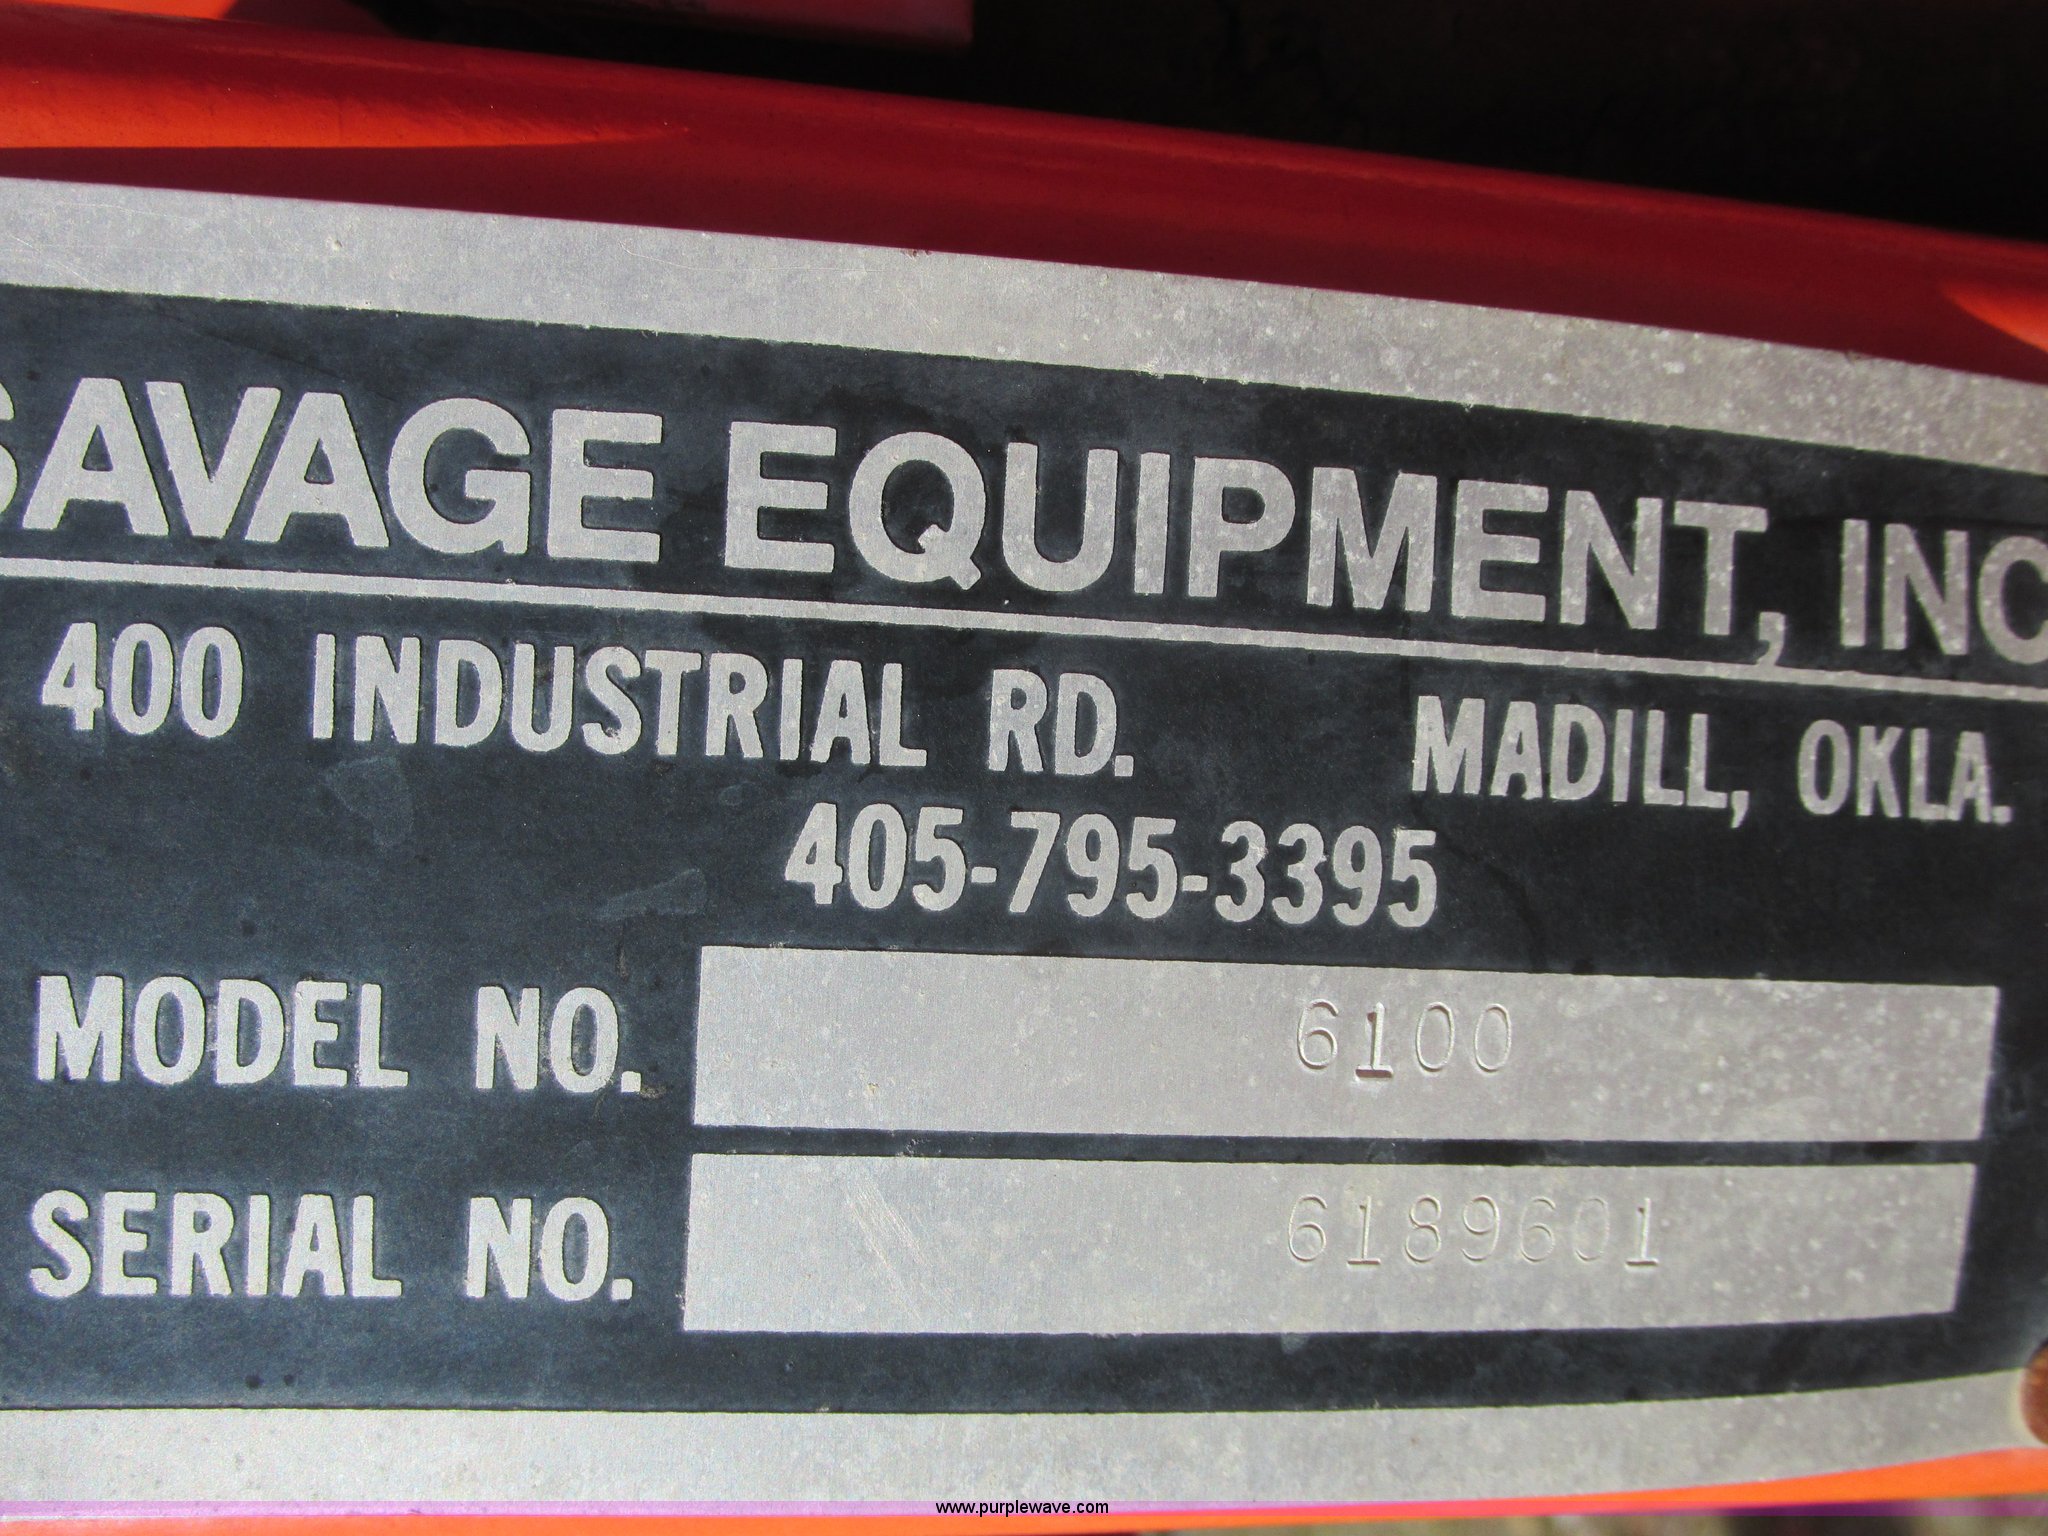 SAVAGE EQUIPMENT, INC
400 INDUSTRIAL RD. MADILL, OKLA.
405-795-3395
MODEL NO. 6100
SERIAL NO. 6189601
www.purplewave.com